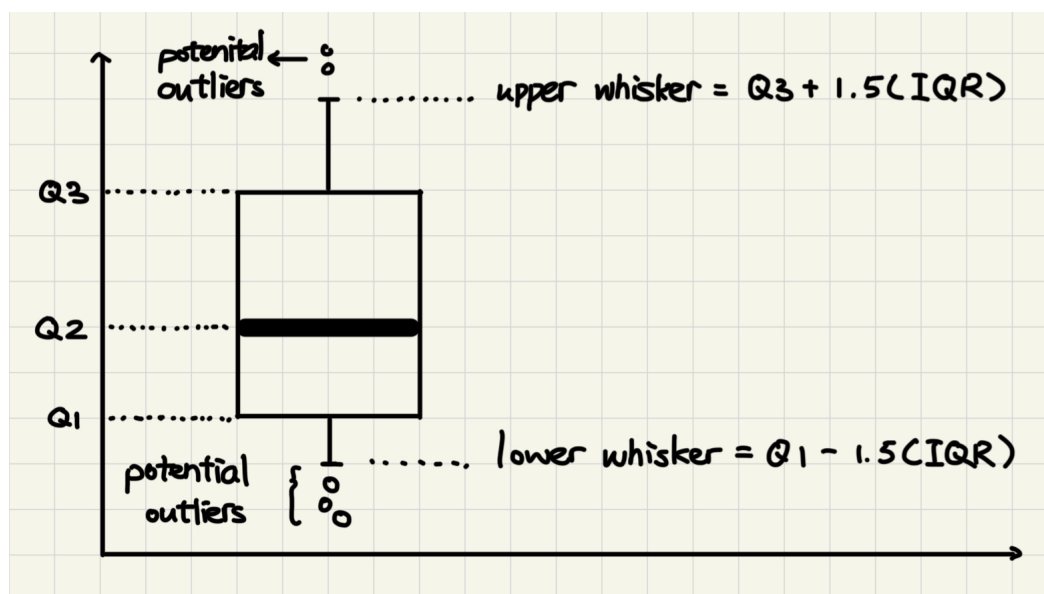 potenital
outliers
upper whisker = Q3 + 1.5(IQR)
Q3
Q2
Q1
lower whisker = Q1 - 1.5(IQR)
potential
outliers